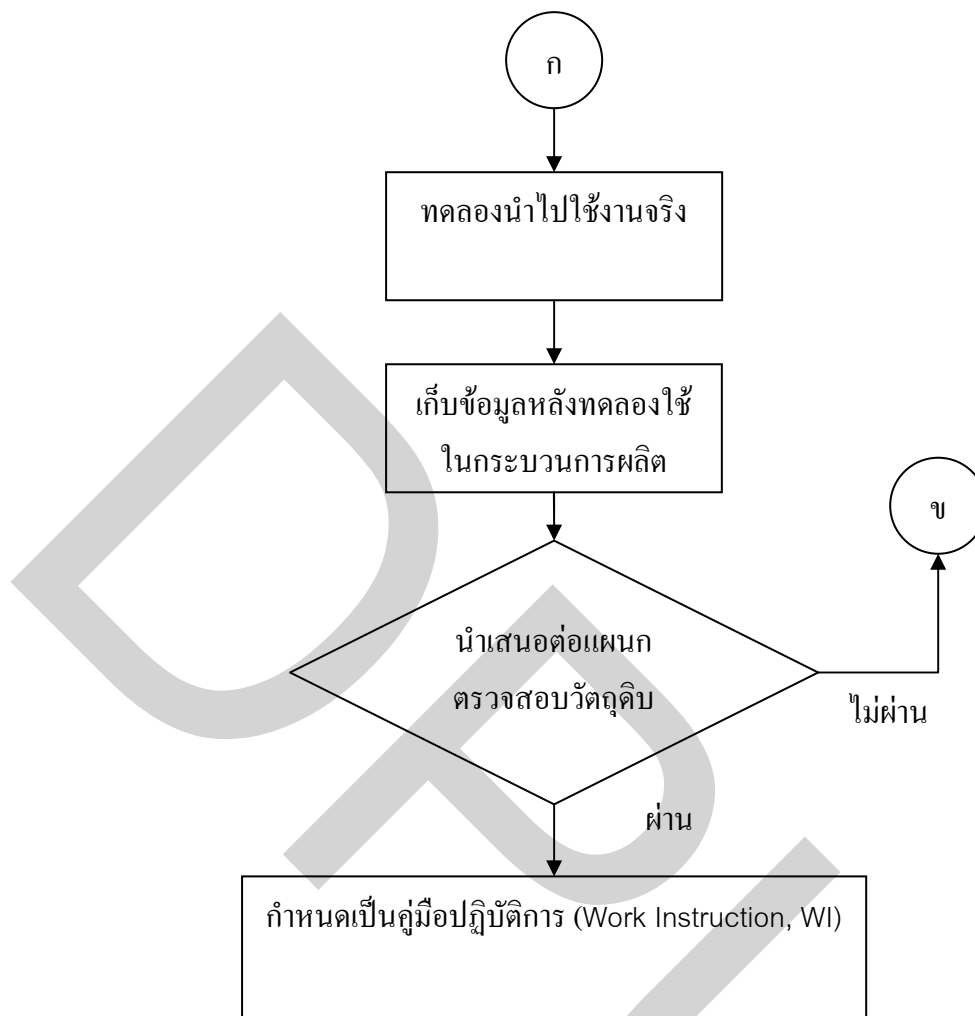 ก
ทดลองนำไปใช้งานจริง
เก็บข้อมูลหลังทดลองใช้
ในกระบวนการผลิต
ข
นำเสนอต่อแผนก
ตรวจสอบวัตถุดิบ
ไม่ผ่าน
ผ่าน
กำหนดเป็นคู่มือปฏิบัติการ (Work Instruction, WI)